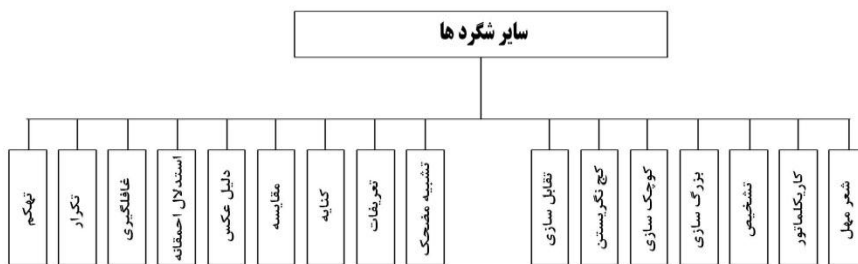 سایر شگرد ها
شعر مهل
کاریکلماتور
تشخیص
بزرگ سازی
کوچک سازی
کج نگریستن
تقابل سازی
تشبیه مضحک
تعریفات
کنایه
مقایسه
دلیل عکس
استدلال احمقانه
غافلگیری
تکرار
تهکم